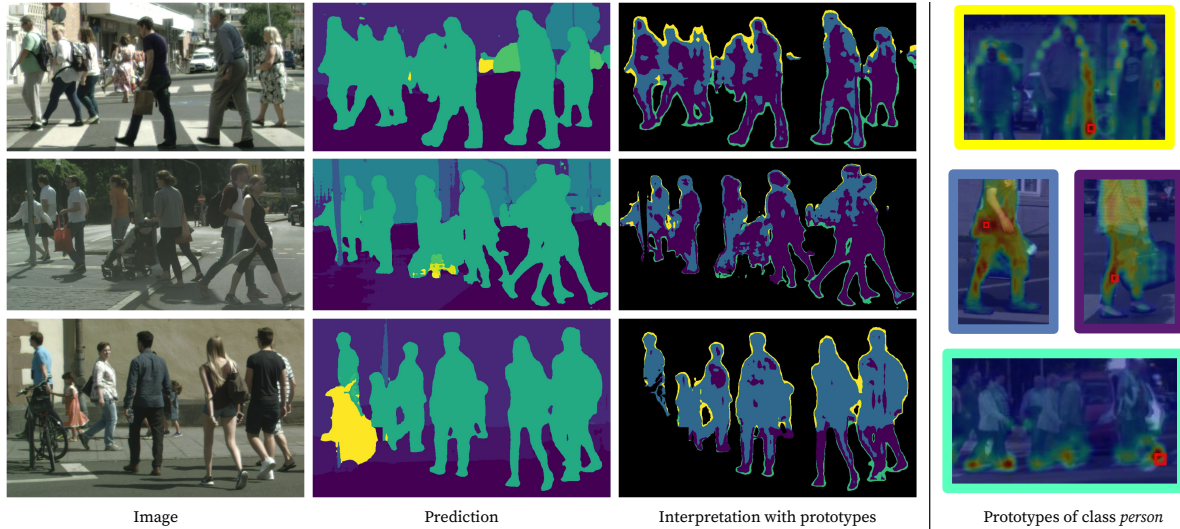 Image
Prediction
Interpretation with prototypes
Prototypes of class person